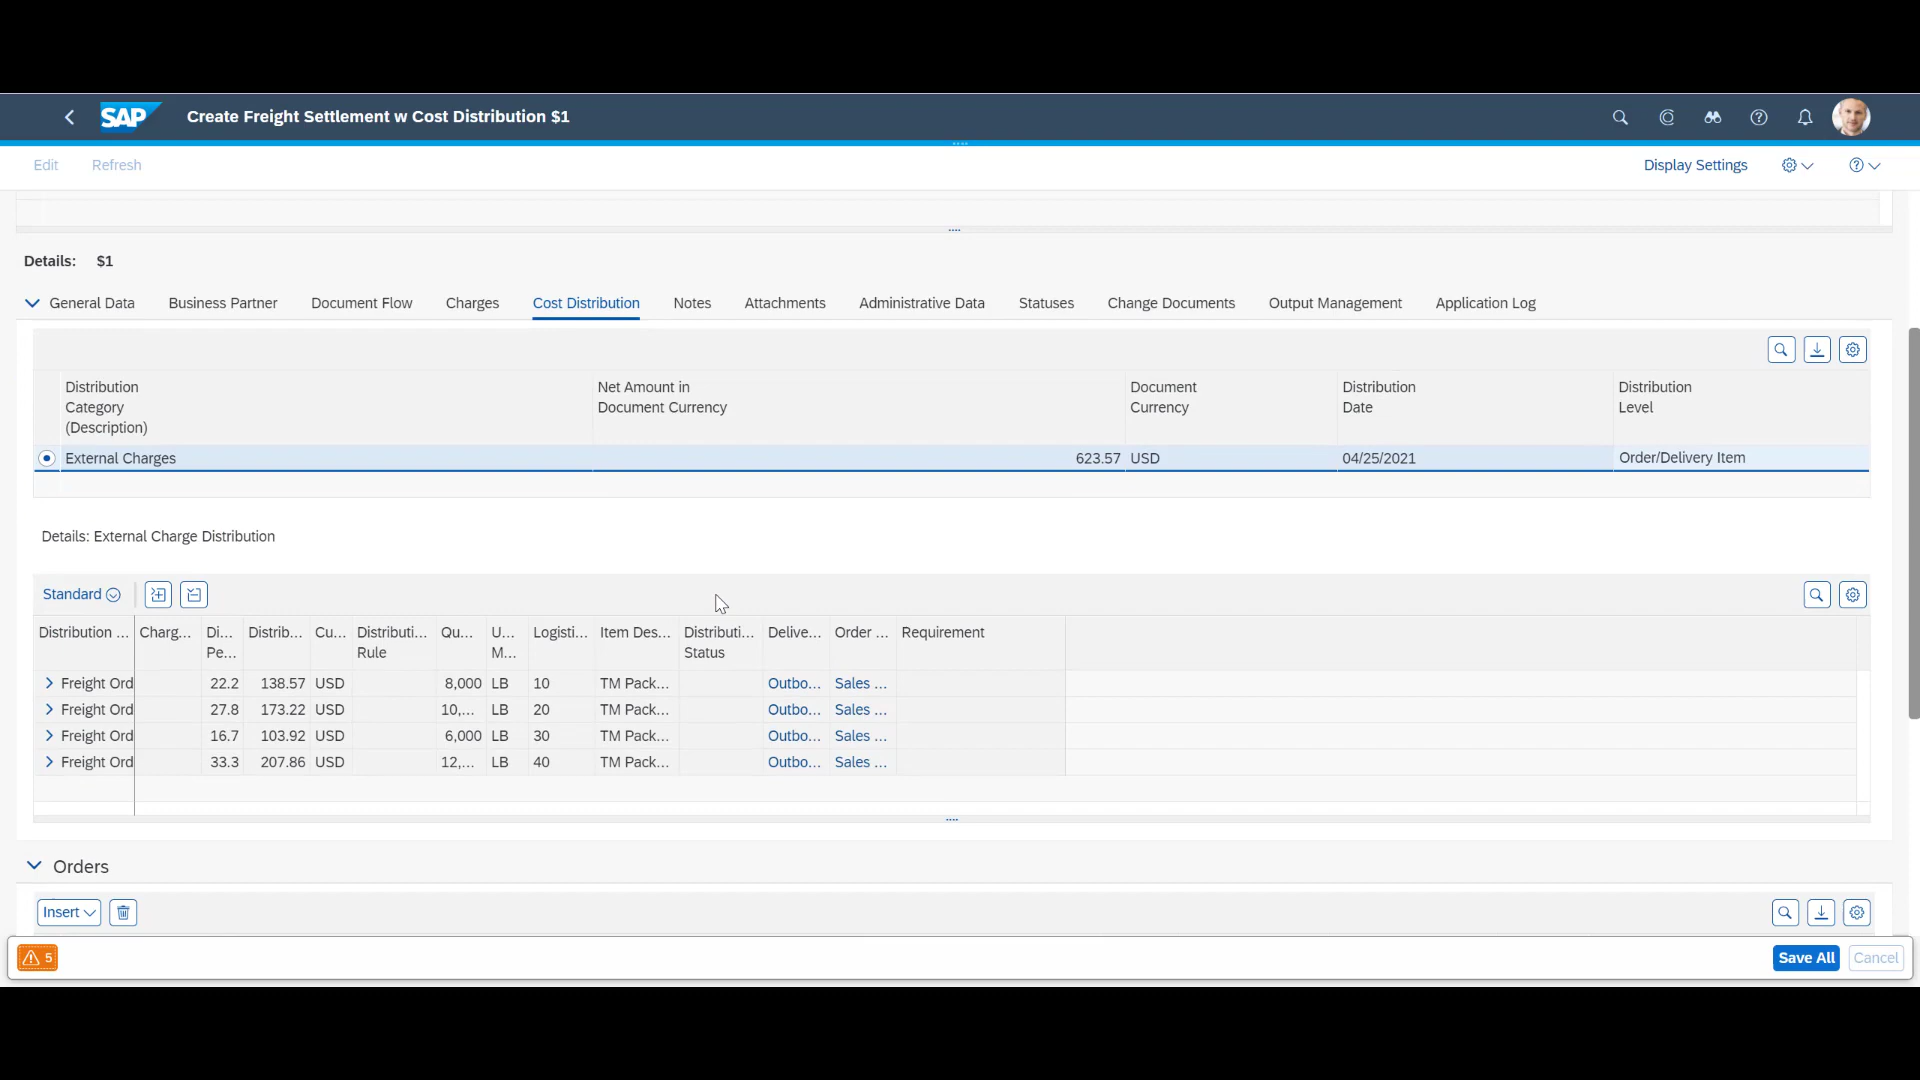 SAP Create Freight Settlement w Cost Distribution $1
Edit Refresh Display Settings
Details: $1
General Data Business Partner Document Flow Charges Cost Distribution Notes Attachments Administrative Data Statuses Change Documents Output Management Application Log
Distribution Net Amount in Document Distribution Distribution
Category Document Currency Currency Date Level
(Description)
External Charges 623.57 USD 04/25/2021 Order/Delivery Item
Details: External Charge Distribution
Standard
Distribution ... Charg... Di... Distrib... Cu... Distributi... Qu... U... Logisti... Item Des... Distributi... Delive... Order ... Requirement
Pe... Rule M... Status
Freight Ord 22.2 138.57 USD 8,000 LB 10 TM Pack... Outbo... Sales ...
Freight Ord 27.8 173.22 USD 10,... LB 20 TM Pack... Outbo... Sales ...
Freight Ord 16.7 103.92 USD 6,000 LB 30 TM Pack... Outbo... Sales ...
Freight Ord 33.3 207.86 USD 12,... LB 40 TM Pack... Outbo... Sales ...
Orders
Insert
5 Save All Cancel